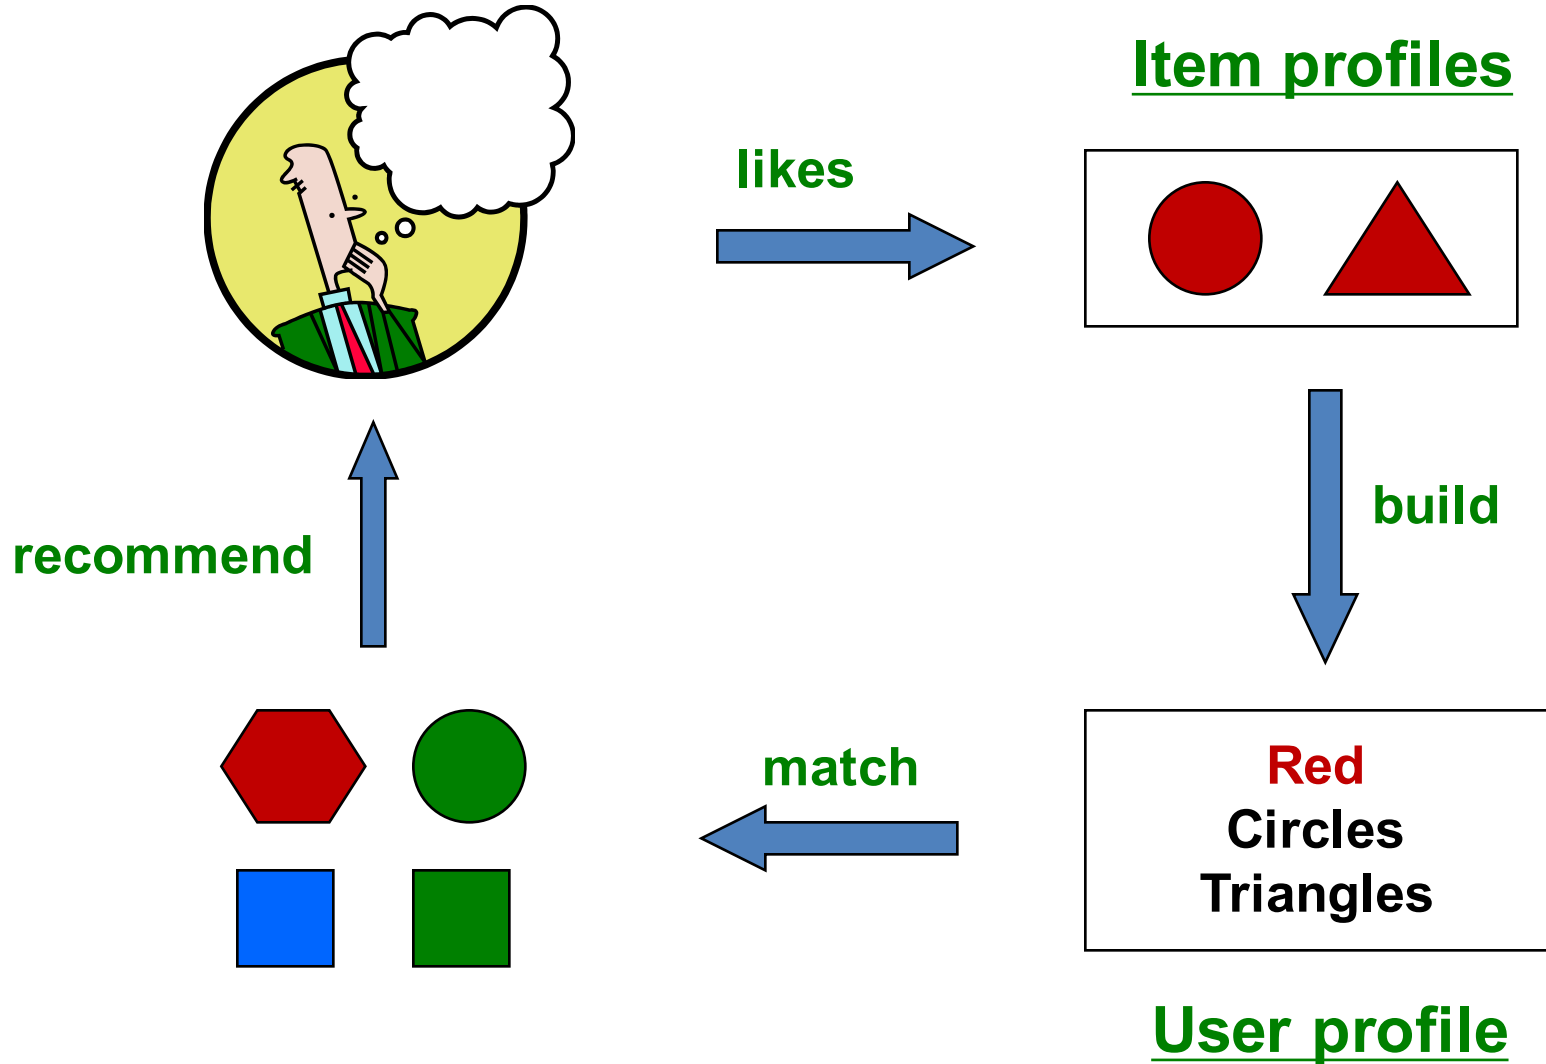 Item profiles
likes
build
recommend
match
Red
Circles
Triangles
User profile